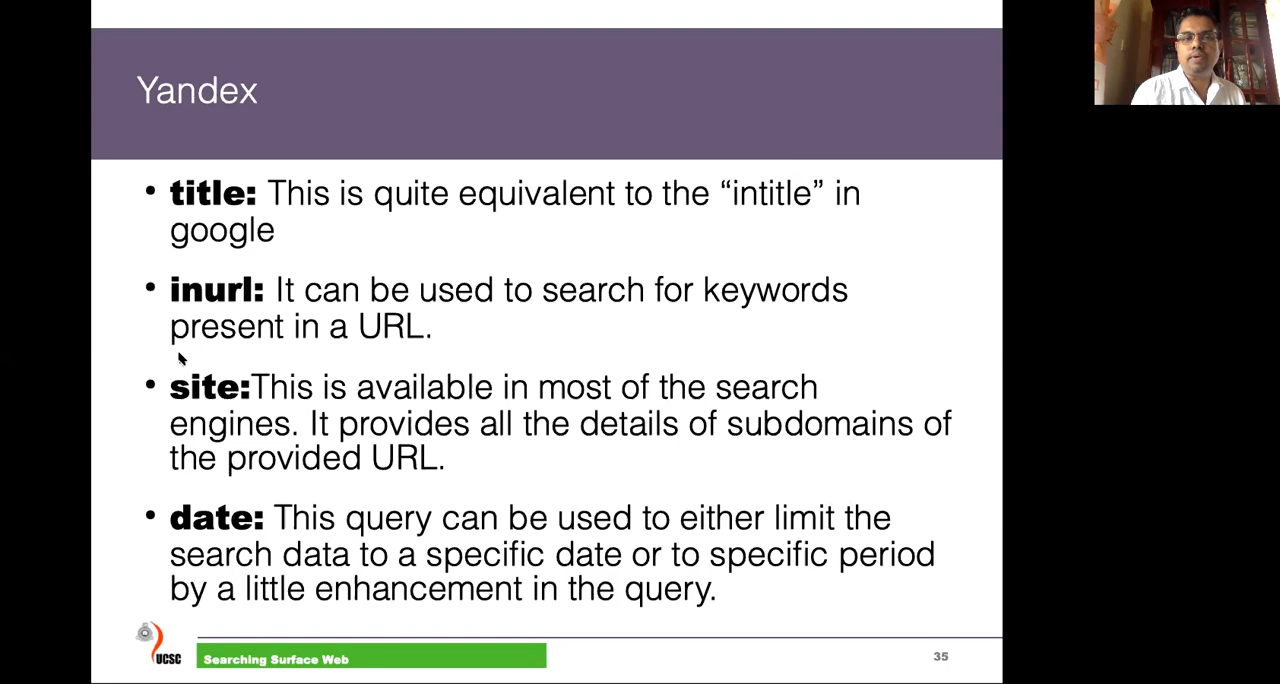 Yandex
• title: This is quite equivalent to the “intitle” in
google
• inurl: It can be used to search for keywords
present in a URL.
• site:This is available in most of the search
engines. It provides all the details of subdomains of
the provided URL.
• date: This query can be used to either limit the
search data to a specific date or to specific period
by a little enhancement in the query.
UCSC
Searching Surface Web
35